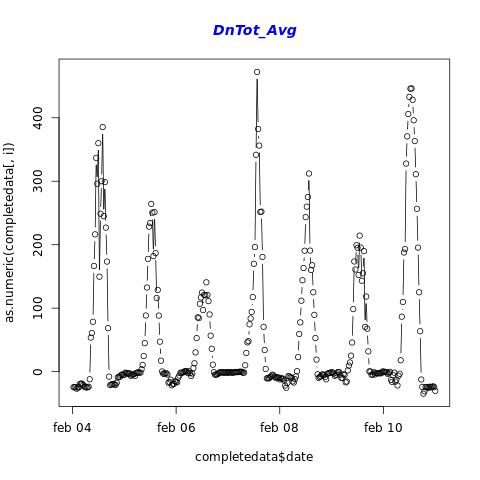 DnTot_Avg
as.numeric(completedata[, i])
400
300
200
100
0
feb 04
feb 06
feb 08
feb 10
completedata$date